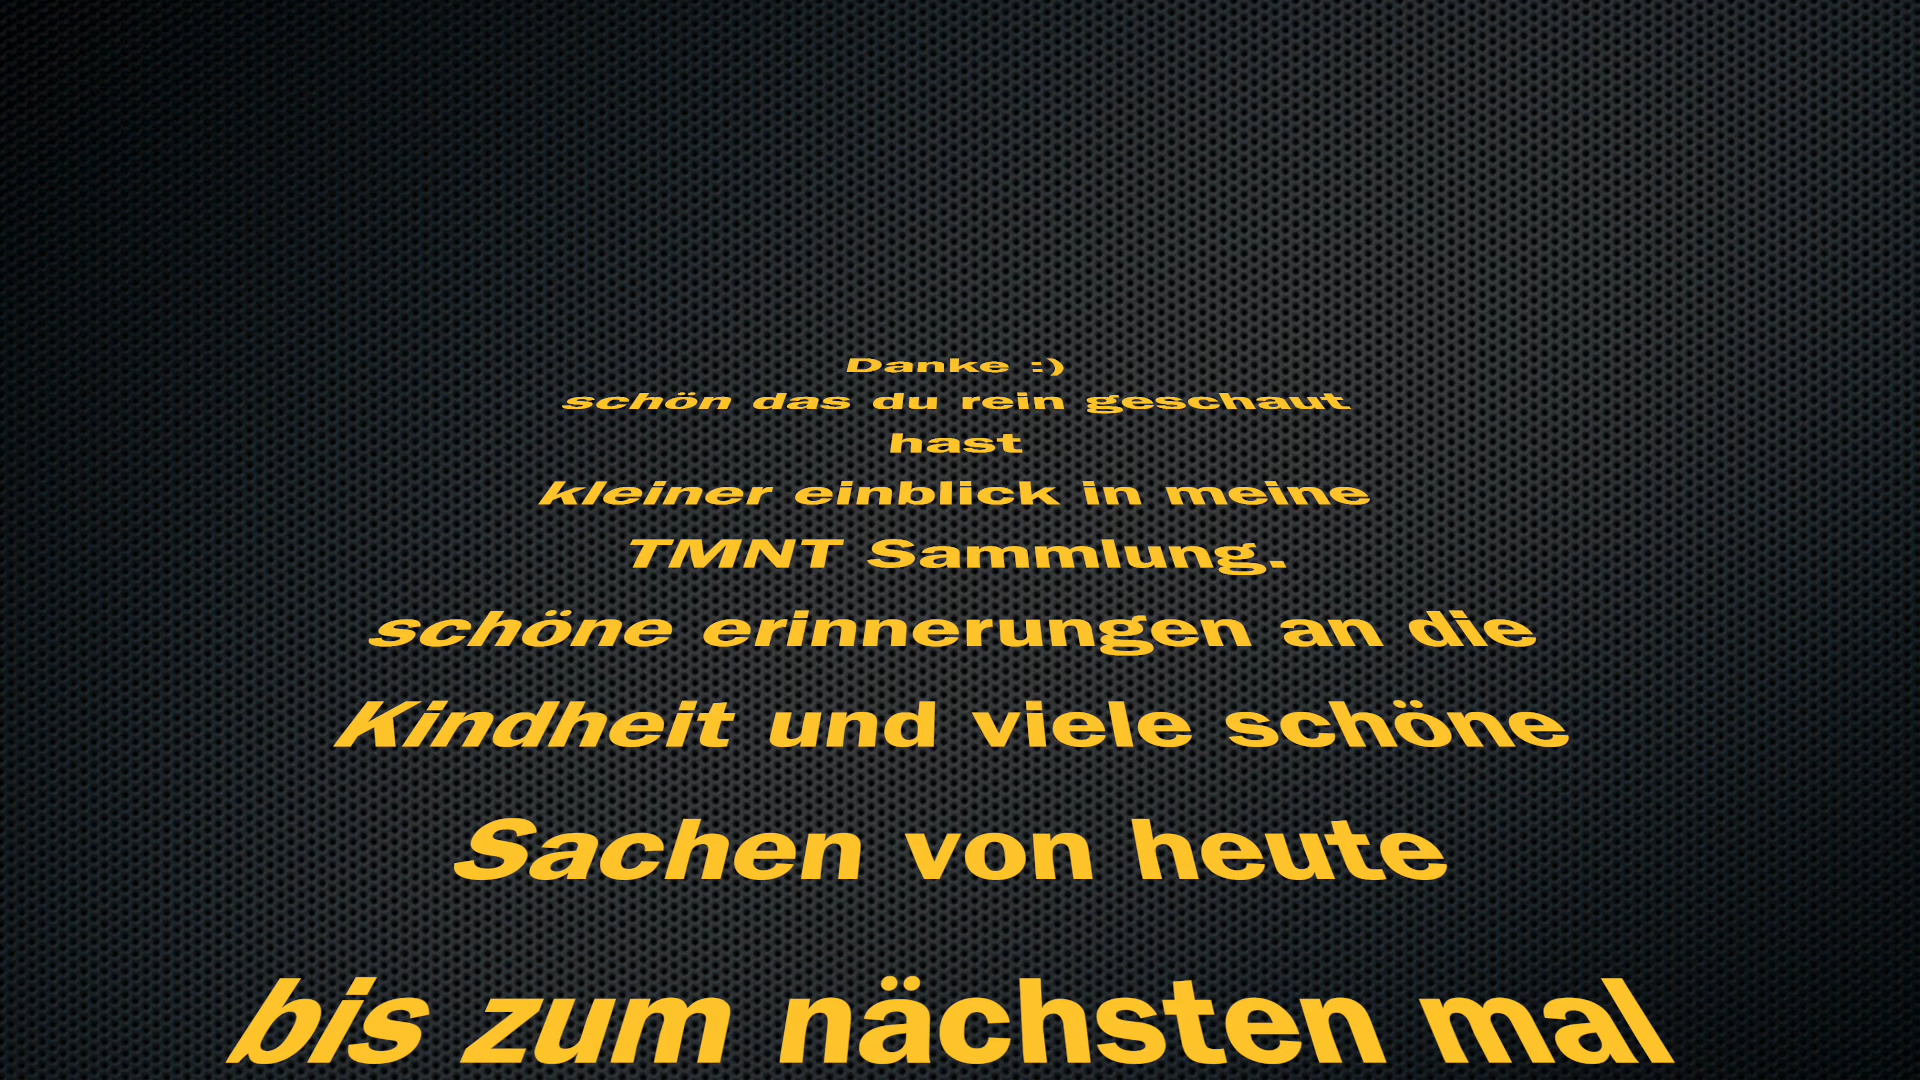 Danke :)
schön das du rein geschaut
hast
kleiner einblick in meine
TMNT Sammlung.
schöne erinnerungen an die
Kindheit und viele schöne
Sachen von heute
bis zum nächsten mal